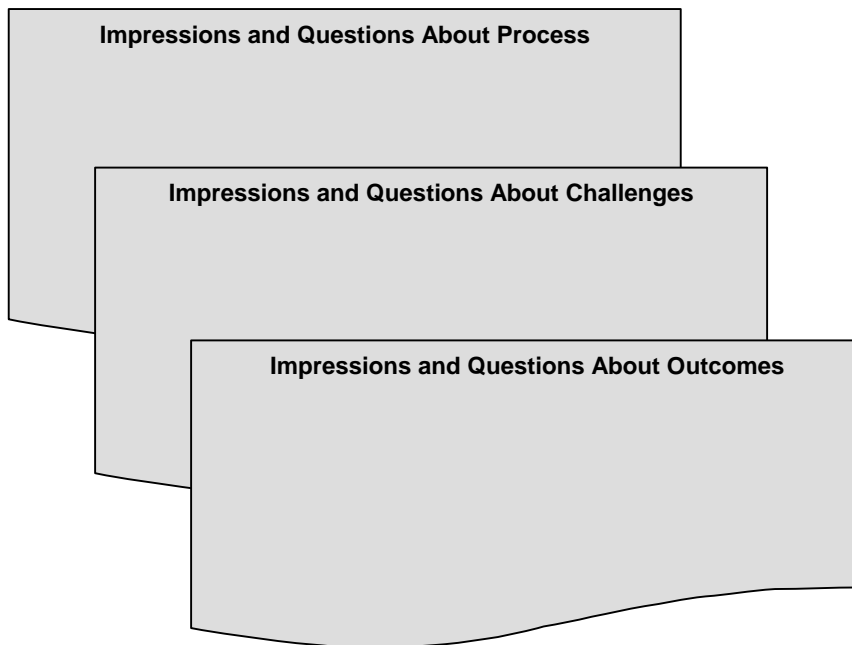 Impressions and Questions About Process
Impressions and Questions About Challenges
Impressions and Questions About Outcomes